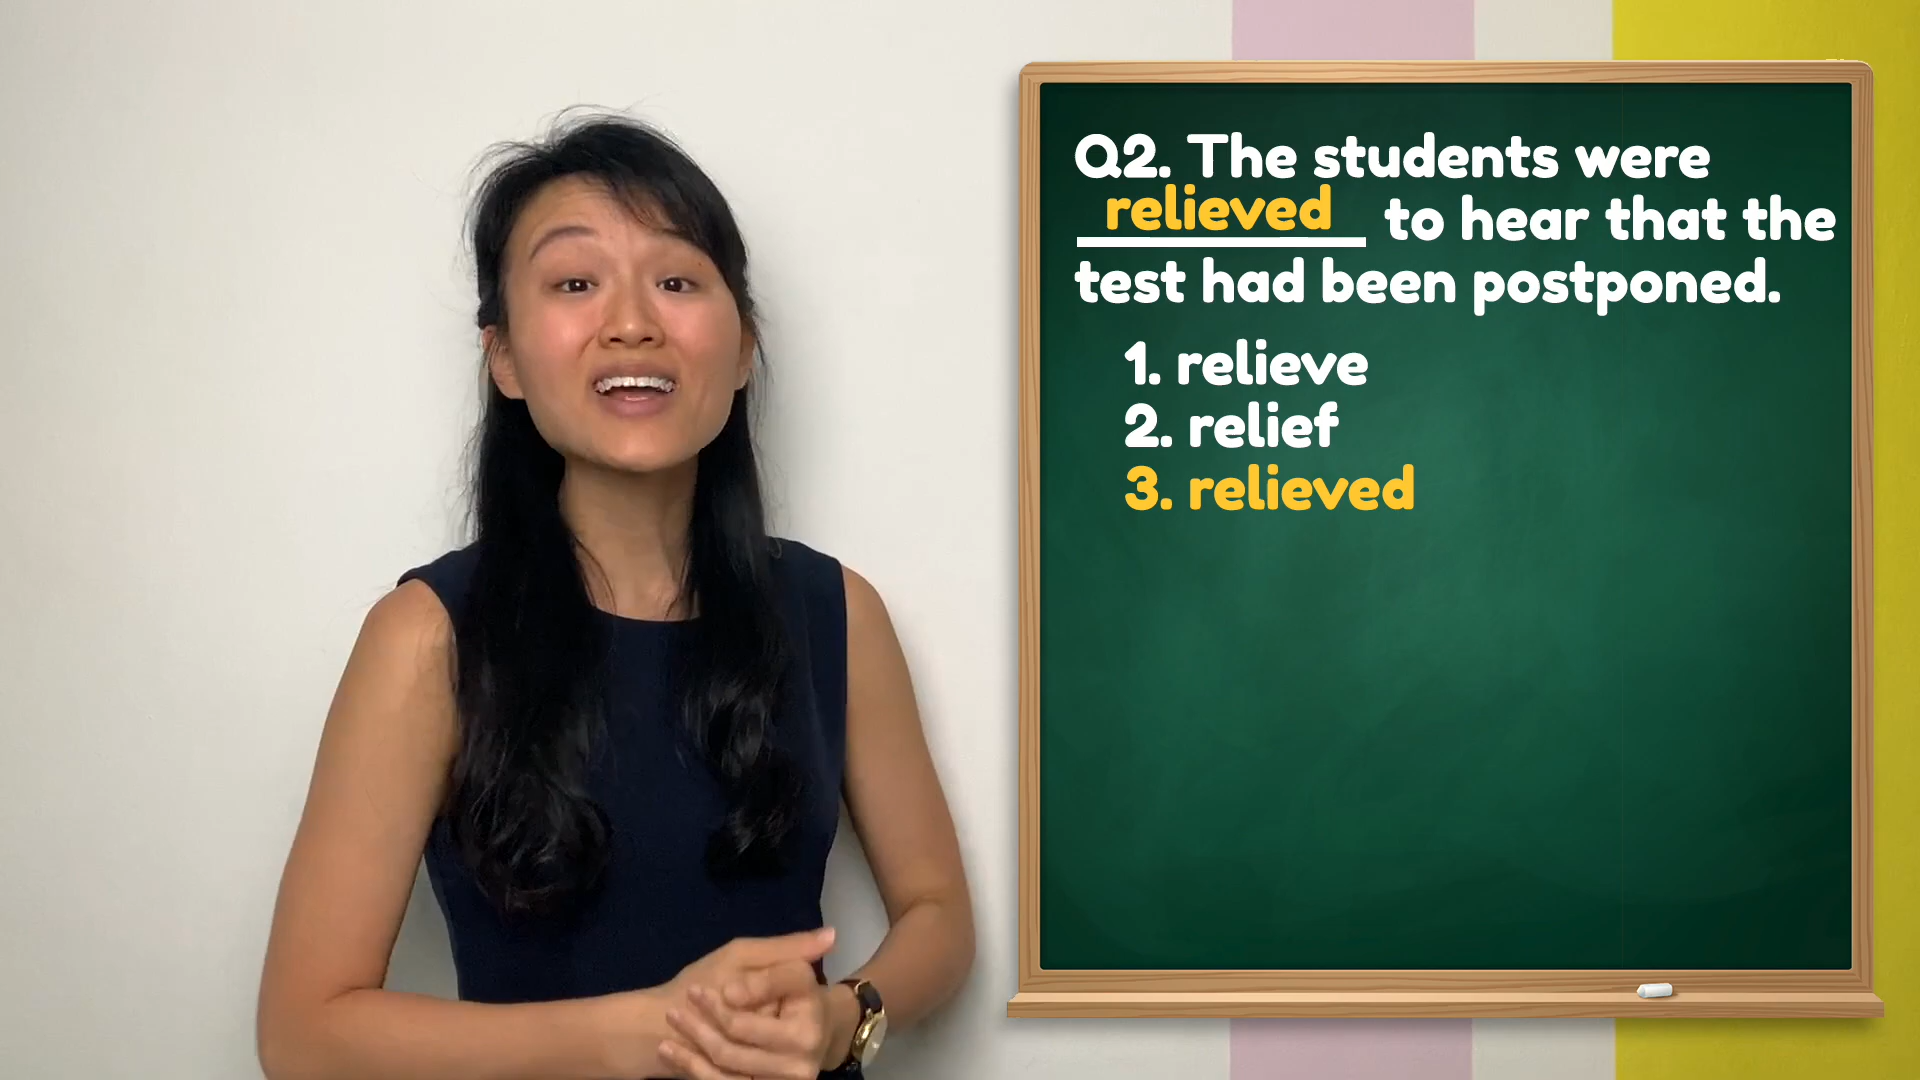 Q2. The students were
relieved to hear that the
test had been postponed.
1. relieve
2. relief
3. relieved